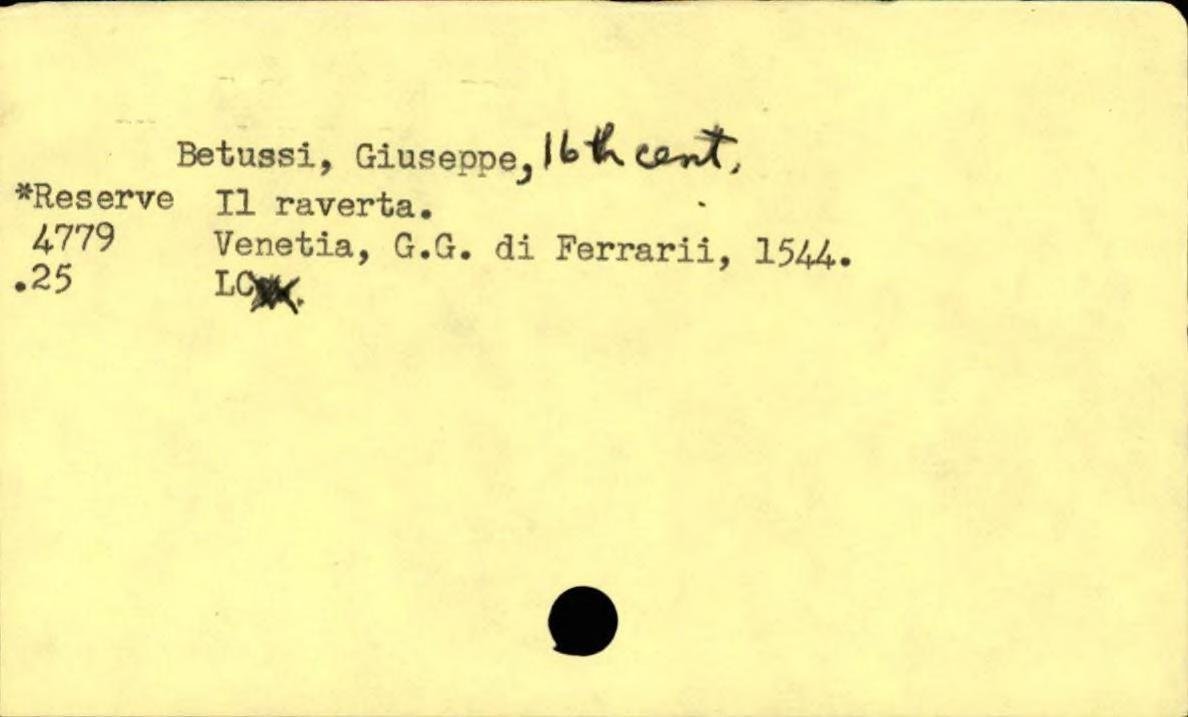 Betussi, Giuseppe, 16th cent.
*Reserve Il raverta.
4779 Venetia, G.G. di Ferrarii, 1544.
.25 LC